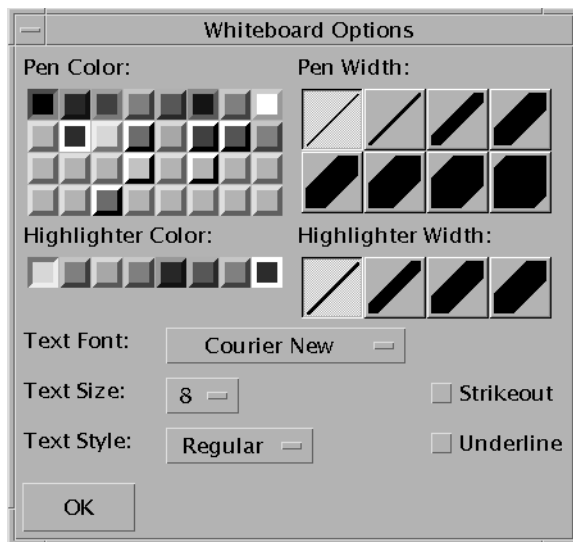 Whiteboard Options
Pen Color:
Pen Width:
Highlighter Color:
Highlighter Width:
Text Font: Courier New
Text Size: 8
Strikeout
Text Style: Regular
Underline
OK